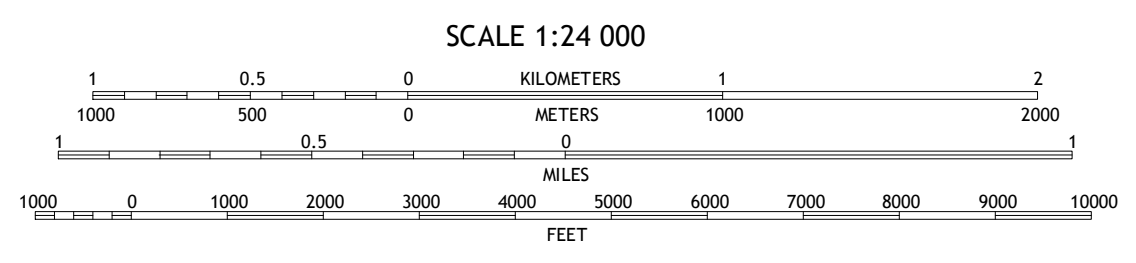 SCALE 1:24 000
1 0.5 0 KILOMETERS 1 2
1000 500 0 METERS 1000 2000
1 0.5 0 1
MILES
1000 0 1000 2000 3000 4000 5000 6000 7000 8000 9000 10000
FEET